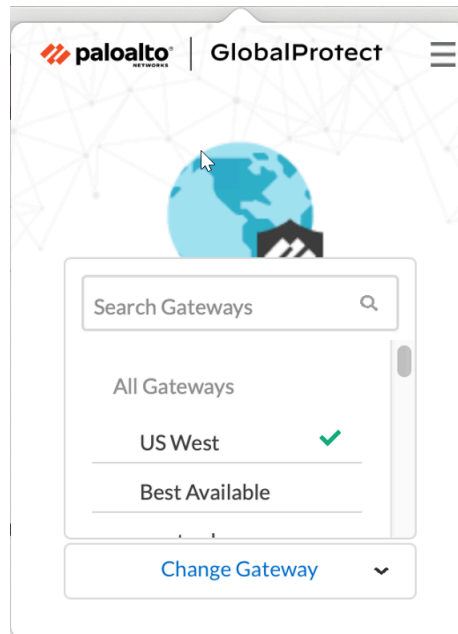 paloalto® | GlobalProtect
NETWORKS
Search Gateways
All Gateways
US West
Best Available
Change Gateway